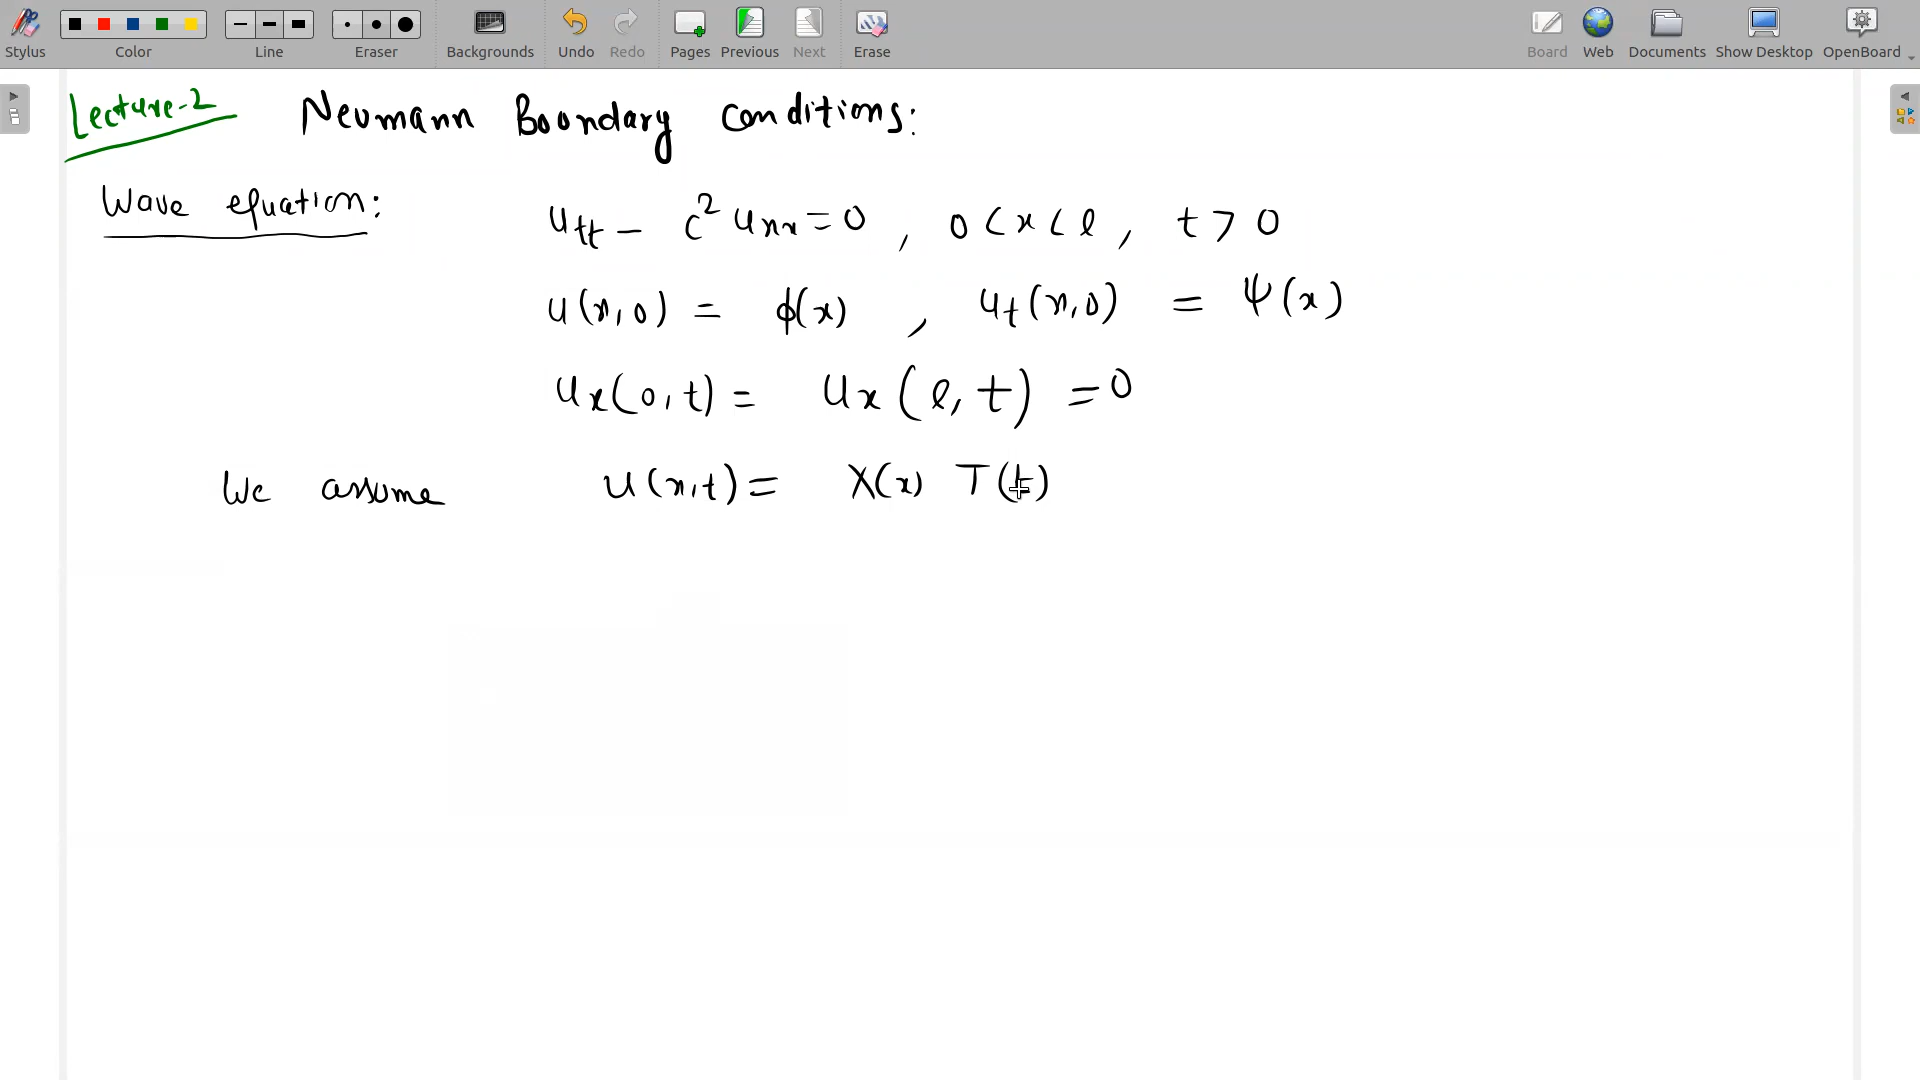 Stylus Color Line Eraser Backgrounds Undo Redo Pages Previous Next Erase Board Web Documents Show Desktop OpenBoard
Lecture-2 Neumann Boundary conditions:
Wave equation: u_tt - c² u_xx = 0 , 0 < x < l , t > 0
u(x,0) = ϕ(x) , u_t(x,0) = Ψ(x)
u_x(0,t) = u_x(l,t) = 0
We assume u(x,t) = X(x) T(t)